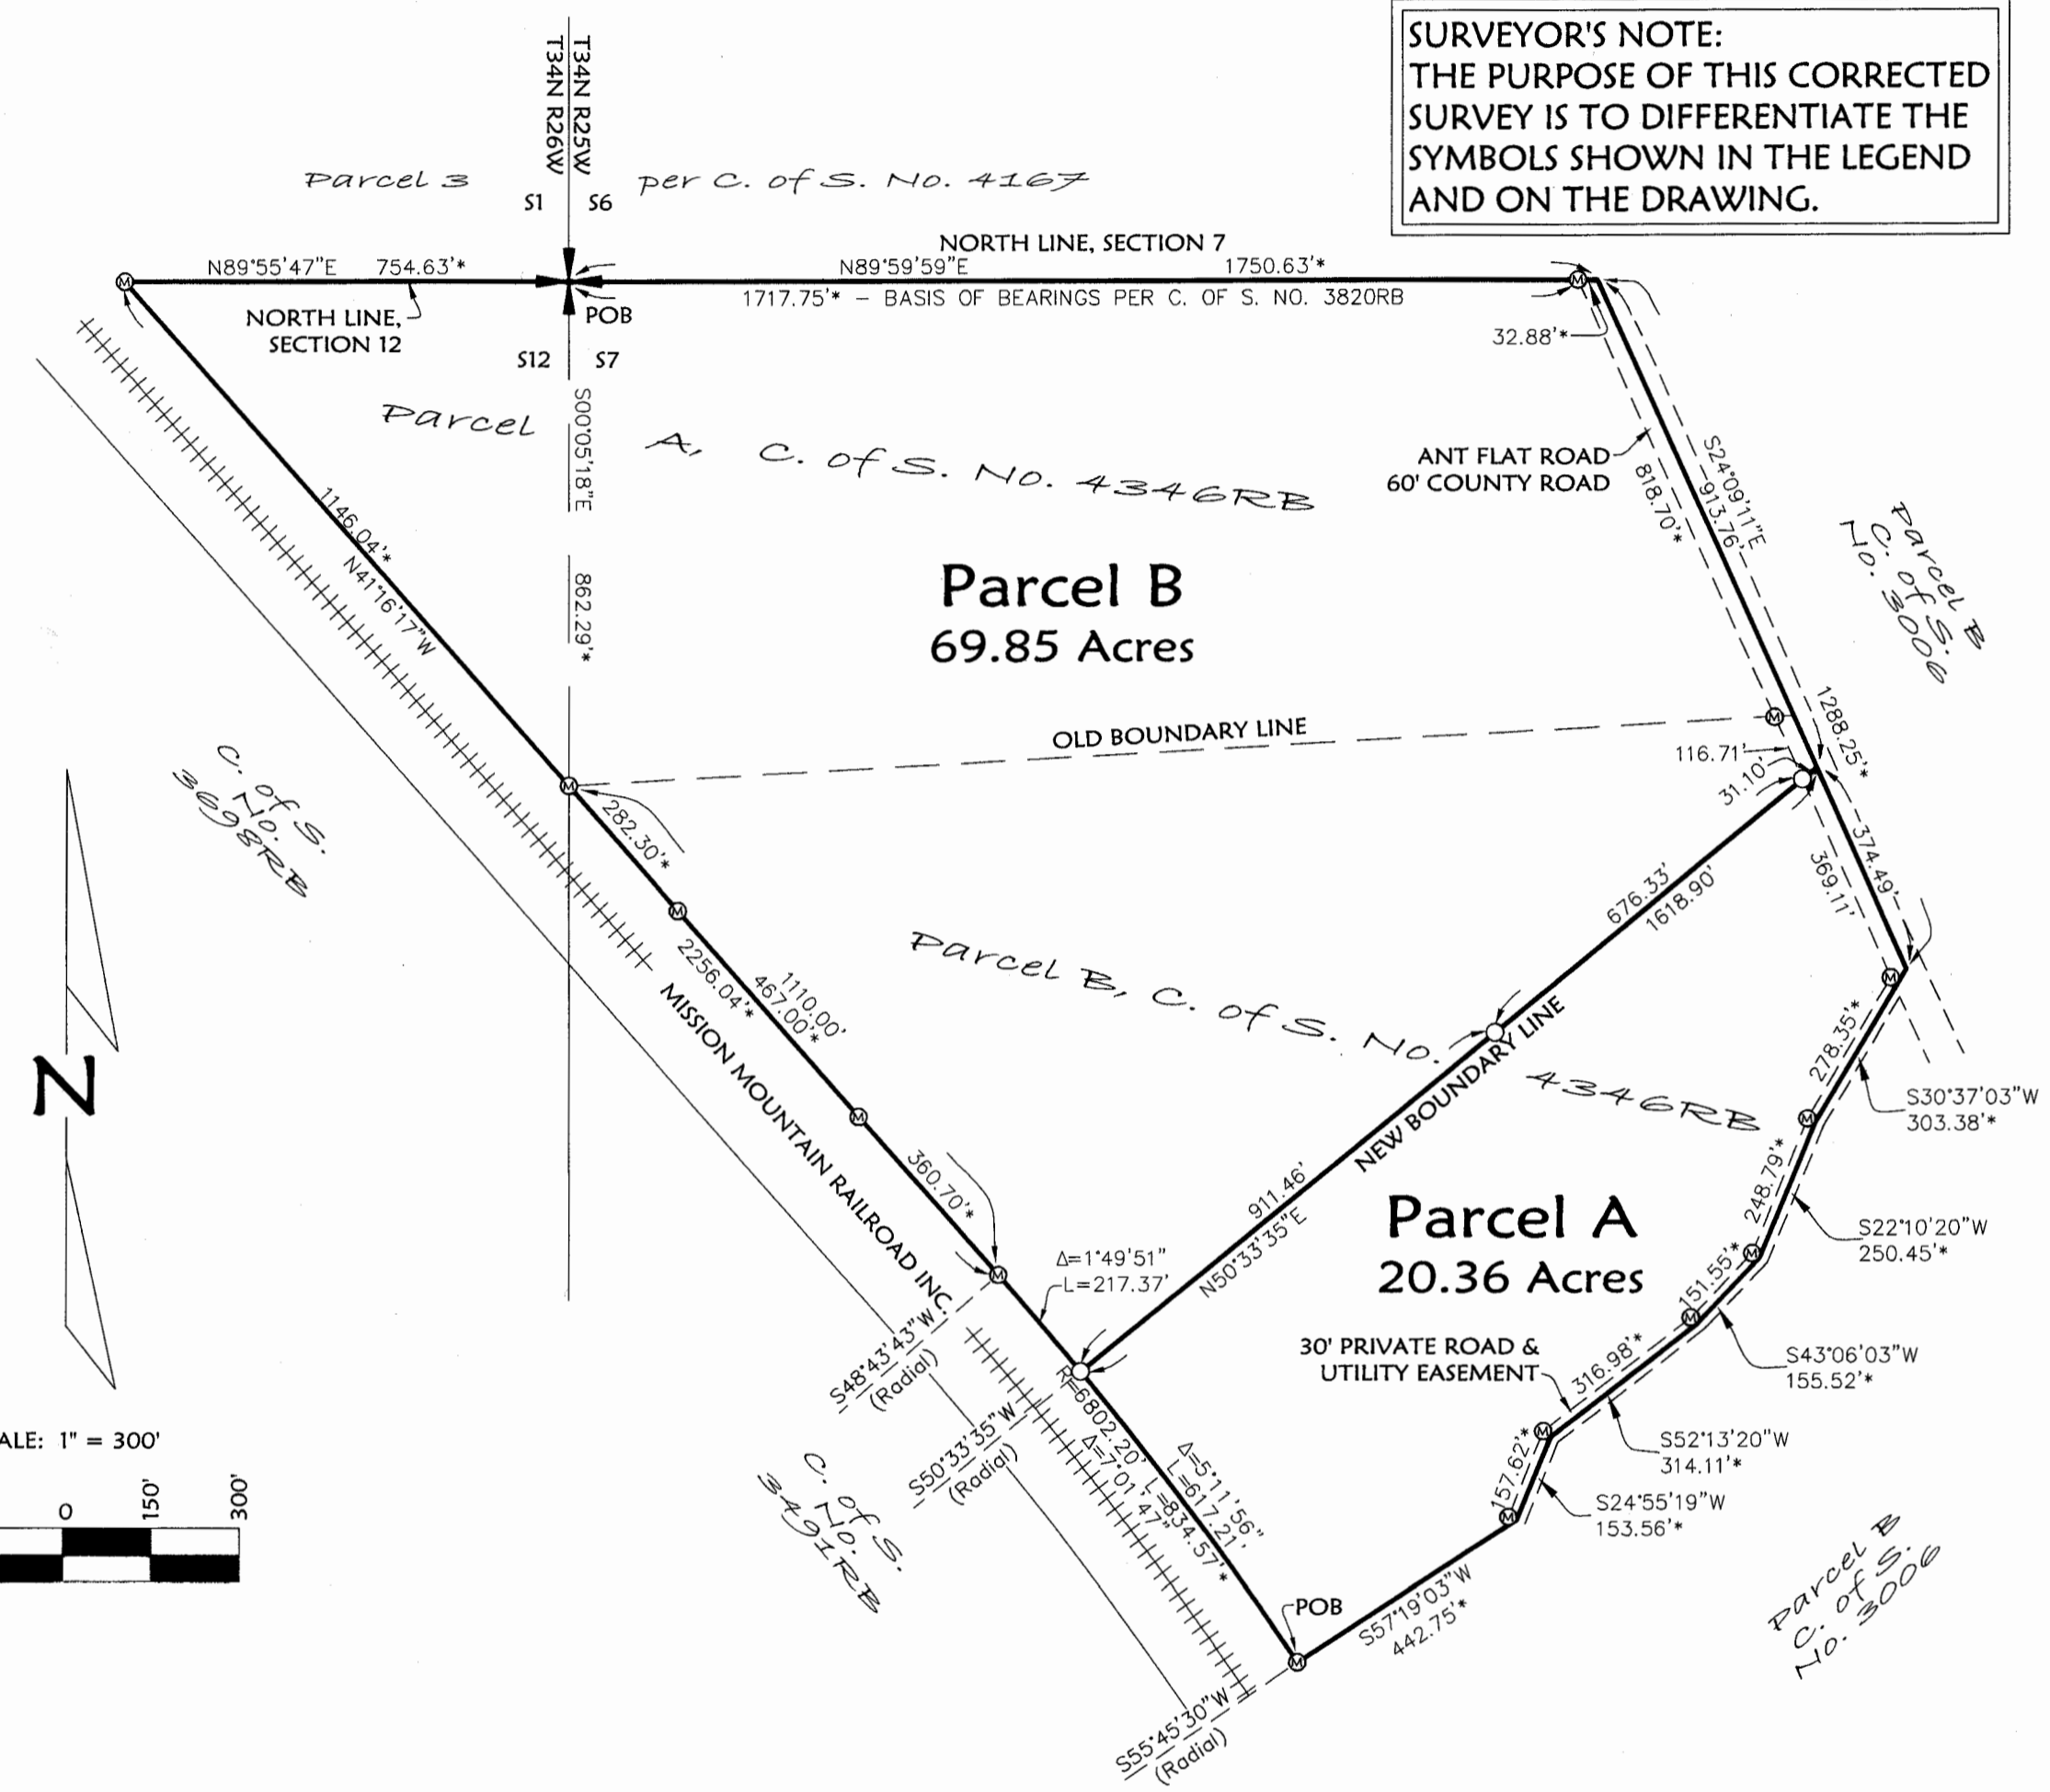 SURVEYOR'S NOTE:
THE PURPOSE OF THIS CORRECTED
SURVEY IS TO DIFFERENTIATE THE
SYMBOLS SHOWN IN THE LEGEND
AND ON THE DRAWING.
T34N R26W
T34N R25W
Parcel 3
per C. of S. No. 4167
S1
S6
NORTH LINE, SECTION 7
N89°55'47"E 754.63'*
N89°59'59"E 1750.63'*
1717.75'* – BASIS OF BEARINGS PER C. OF S. NO. 3820RB
NORTH LINE,
SECTION 12
POB
32.88'*
S12
S7
S00°05'18"E 862.29'*
Parcel A, C. of S. No. 4346RB
ANT FLAT ROAD
60' COUNTY ROAD
818.70'*
S24°09'11"E
913.76'
Parcel B
C. of S.
No. 3006
1146.04'*
N41°16'17"W
Parcel B
69.85 Acres
OLD BOUNDARY LINE
1288.25'*
116.71'
31.10'
374.49'
369.11'
C. of S.
No.
3698RB
282.30'*
676.33'
1618.90'
2256.04'*
1110.00'
467.00'*
Parcel B, C. of S. No. 4346RB
NEW BOUNDARY LINE
MISSION MOUNTAIN RAILROAD INC.
278.35'*
S30°37'03"W
303.38'*
N
360.70'*
911.46'
N50°33'35"E
248.79'*
S22°10'20"W
250.45'*
Parcel A
20.36 Acres
Δ=1°49'51"
L=217.37'
151.55'*
S43°06'03"W
155.52'*
30' PRIVATE ROAD &
UTILITY EASEMENT
316.98'*
S48°43'43"W
(Radial)
S50°33'35"W
(Radial)
R=6802.20' L=834.57'*
Δ=7°01'47"
Δ=5°11'56"
L=617.21'
S52°13'20"W
314.11'*
157.62'*
S24°55'19"W
153.56'*
ALE: 1" = 300'
0
150'
300'
C. of S.
No.
3491RB
POB
S57°19'03"W
442.75'*
Parcel B
C. of S.
No. 3006
S55°45'30"W
(Radial)